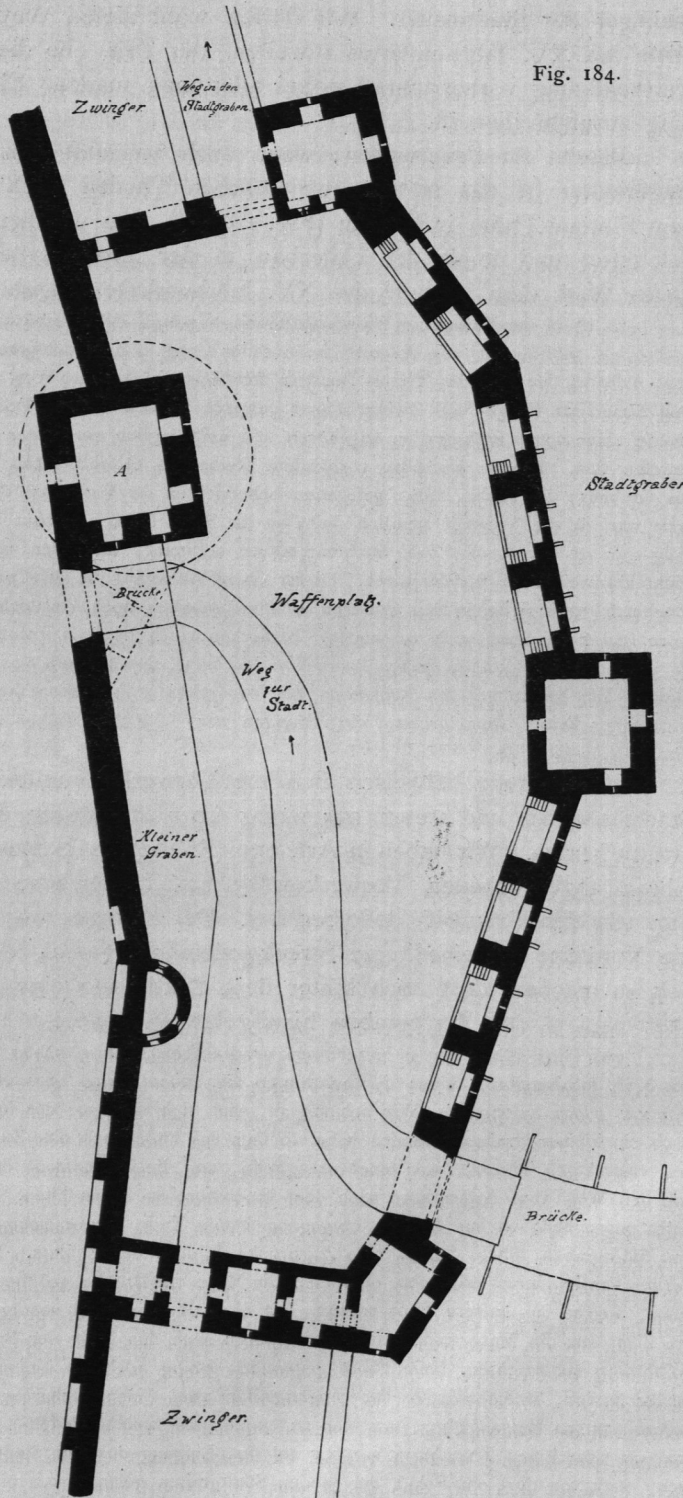 Fig. 184.
Zwinger
Weg in den
Stadtgraben.
A
Stadtgraben
Brücke.
Waffenplatz.
Weg
zur
Stadt.
Kleiner
Graben.
Brücke.
Zwinger.